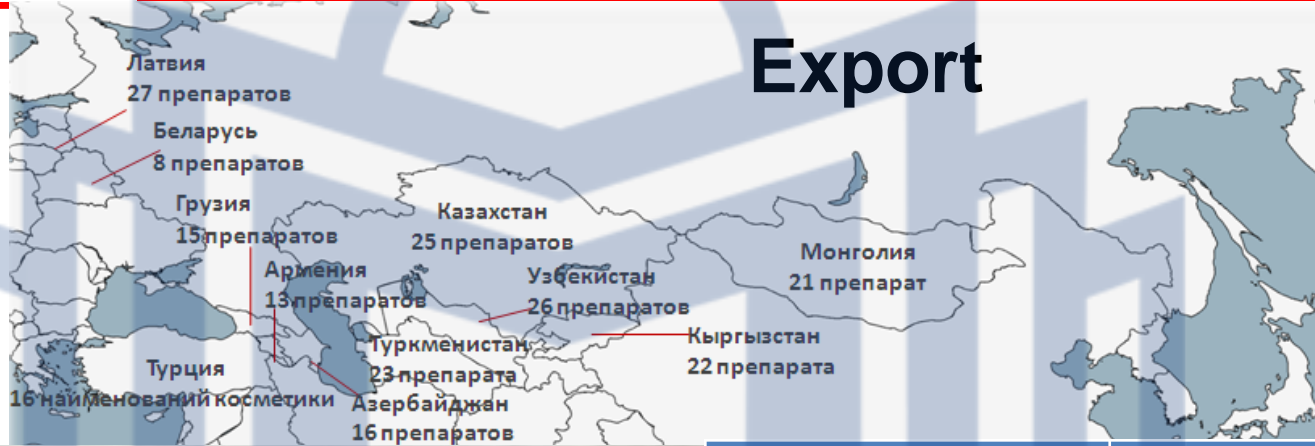 Export
Латвия
27 препаратов
Беларусь
8 препаратов
Грузия
15 препаратов
Армения
13 препаратов
Казахстан
25 препаратов
Узбекистан
26 препаратов
Монголия
21 препарат
Кыргызстан
22 препарата
Туркменистан
23 препарата
Турция
16 наименований косметики
Азербайджан
16 препаратов